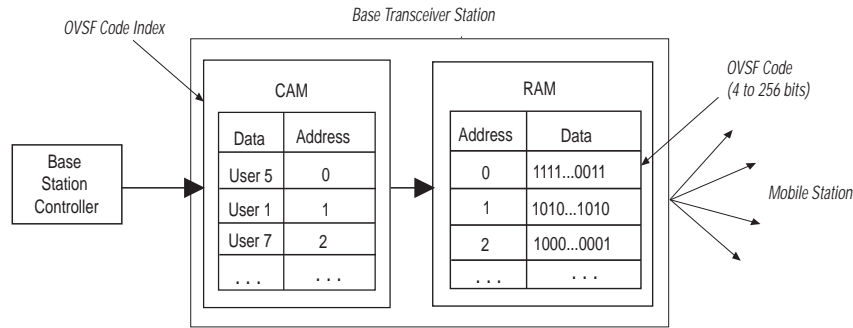 Base Transceiver Station
OVSF Code Index
OVSF Code
(4 to 256 bits)
CAM
RAM
Data Address
Address Data
User 5 0
0 1111...0011
User 1 1
1 1010...1010
User 7 2
2 1000...0001
. . . . . .
. . . . . .
Base
Station
Controller
Mobile Station